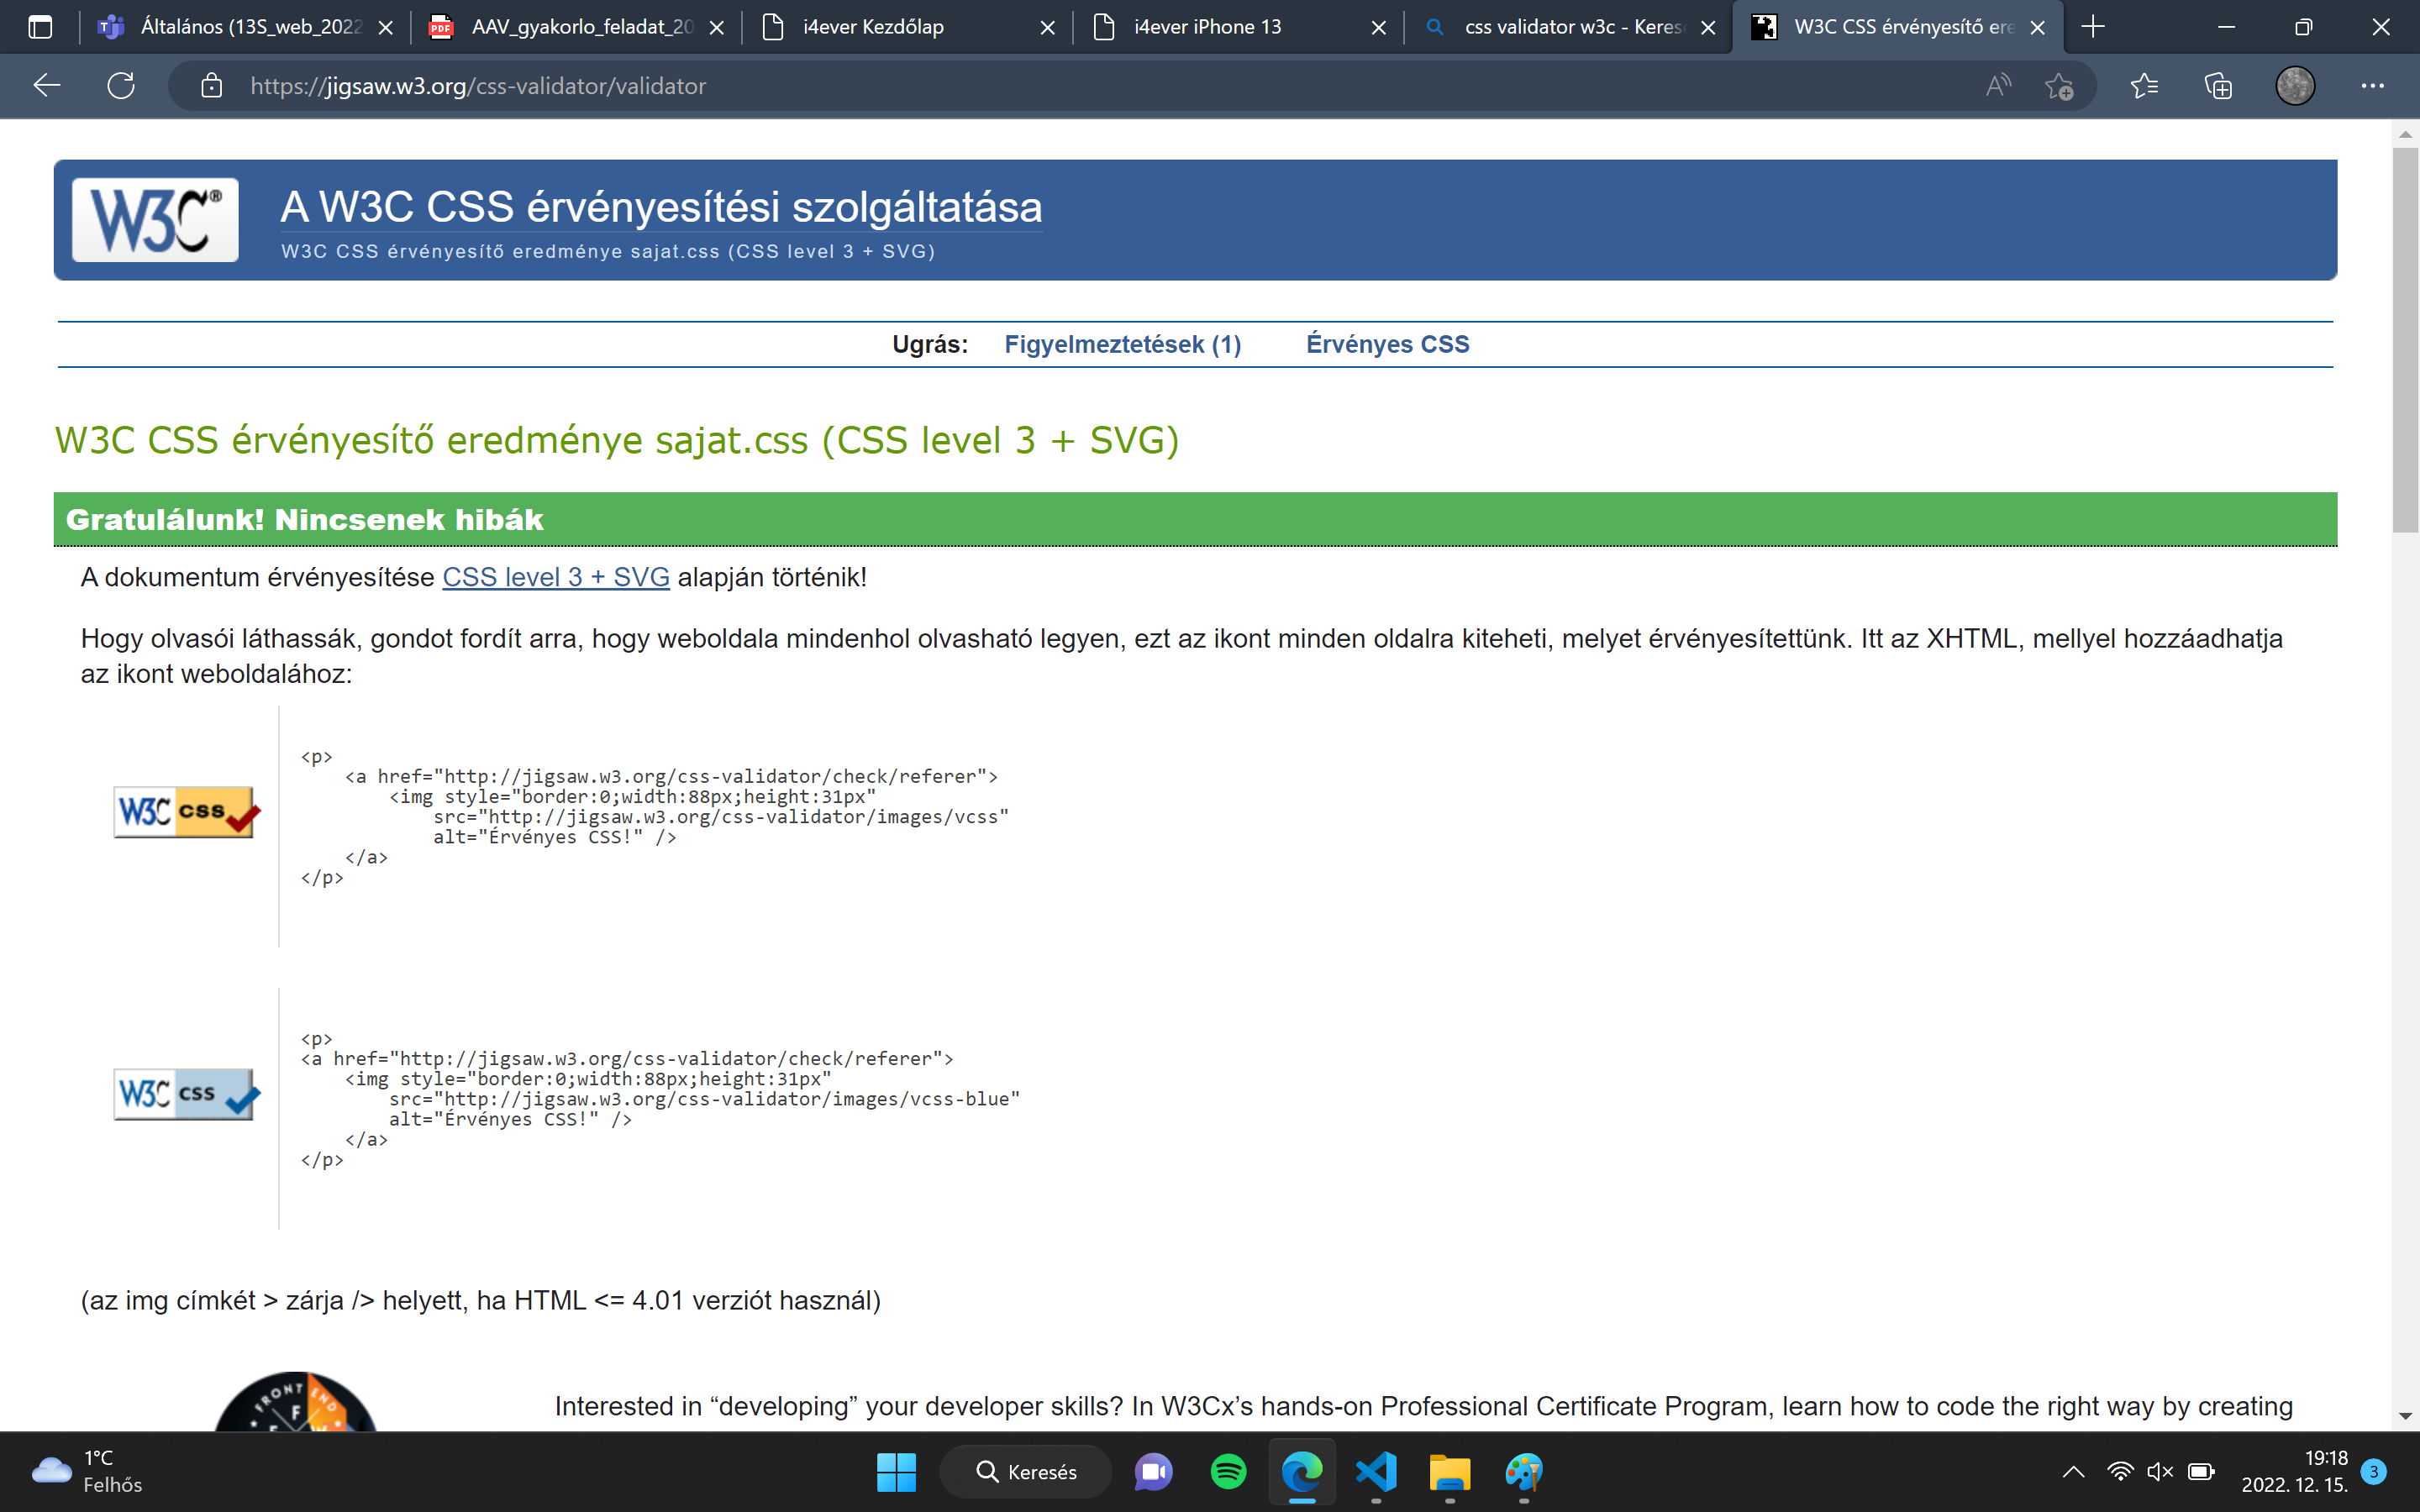 Általános (13S_web_2022
AAV_gyakorlo_feladat_20
i4ever Kezdőlap
i4ever iPhone 13
css validator w3c - Keres
W3C CSS érvényesítő ere
https://jigsaw.w3.org/css-validator/validator
W3C®
A W3C CSS érvényesítési szolgáltatása
W3C CSS érvényesítő eredménye sajat.css (CSS level 3 + SVG)
Ugrás: Figyelmeztetések (1) Érvényes CSS
W3C CSS érvényesítő eredménye sajat.css (CSS level 3 + SVG)
Gratulálunk! Nincsenek hibák
A dokumentum érvényesítése CSS level 3 + SVG alapján történik!
Hogy olvasói láthassák, gondot fordít arra, hogy weboldala mindenhol olvasható legyen, ezt az ikont minden oldalra kiteheti, melyet érvényesítettünk. Itt az XHTML, mellyel hozzáadhatja
az ikont weboldalához:
W3C css
<p>
<a href="http://jigsaw.w3.org/css-validator/check/referer">
<img style="border:0;width:88px;height:31px"
src="http://jigsaw.w3.org/css-validator/images/vcss"
alt="Érvényes CSS!" />
</a>
</p>
W3C css
<p>
<a href="http://jigsaw.w3.org/css-validator/check/referer">
<img style="border:0;width:88px;height:31px"
src="http://jigsaw.w3.org/css-validator/images/vcss-blue"
alt="Érvényes CSS!" />
</a>
</p>
(az img címkét > zárja /> helyett, ha HTML <= 4.01 verziót használ)
FRONT END
F
Interested in “developing” your developer skills? In W3Cx’s hands-on Professional Certificate Program, learn how to code the right way by creating
1°C
Felhős
Keresés
19:18
2022. 12. 15.
3